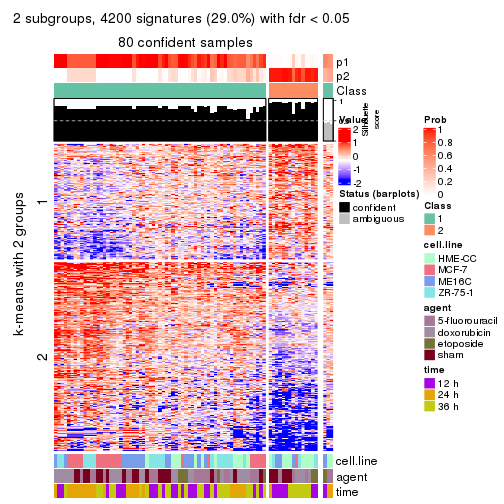 2 subgroups, 4200 signatures (29.0%) with fdr < 0.05
80 confident samples
p1
p2
Class
1
Silhouette
score
k-means with 2 groups
1
2
cell.line
agent
time
Value
2
1
0
-1
-2
Status (barplots)
confident
ambiguous
Prob
1
0.8
0.6
0.4
0.2
0
Class
1
2
cell.line
HME-CC
MCF-7
ME16C
ZR-75-1
agent
5-fluorouracil
doxorubicin
etoposide
sham
time
12 h
24 h
36 h